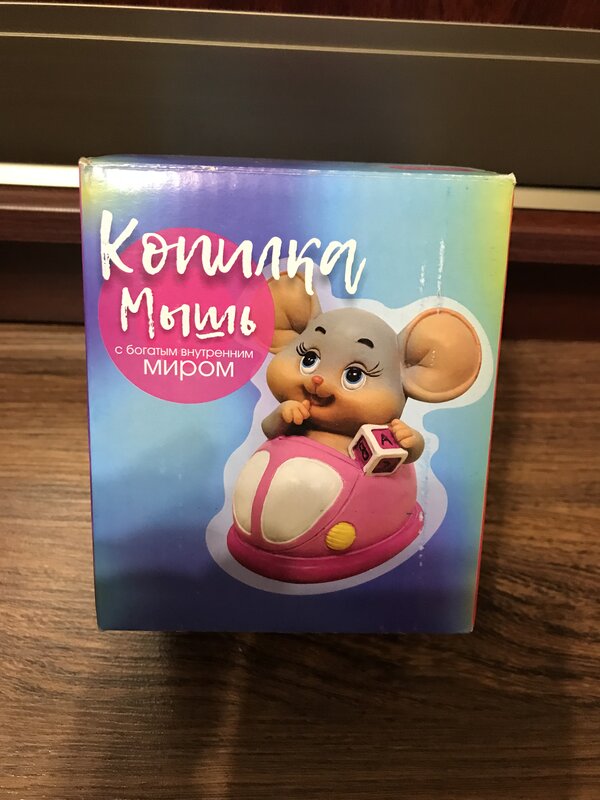 Копилка
Мышь
с богатым внутренним
миром
А
В